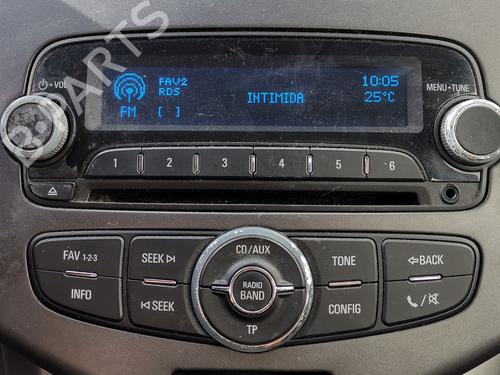 B-PARTS
VOL
FAV2
RDS
10:05
INTIMIDA
25°C
FM [ ]
MENU • TUNE
1 2 3 4 5 6
FAV 1-2-3
SEEK
CD/AUX
TONE
BACK
INFO
SEEK
RADIO
BAND
CONFIG
TP